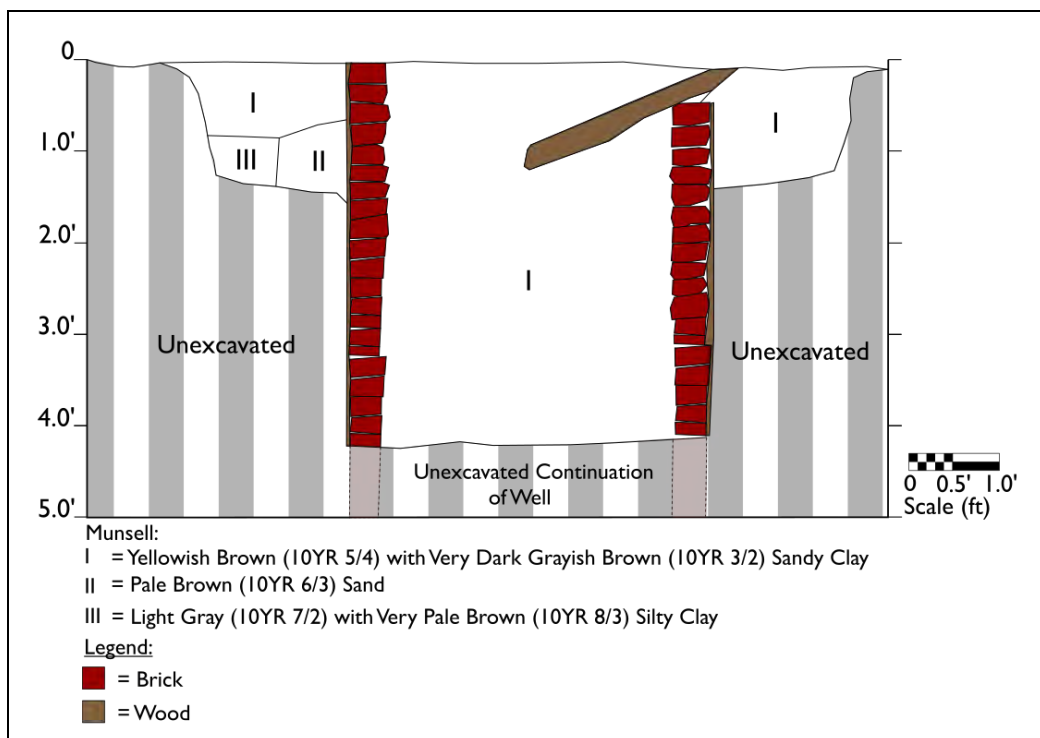 0
1.0'
2.0'
3.0'
4.0'
5.0'
I
III
II
I
I
Unexcavated
Unexcavated
Unexcavated Continuation
of Well
0 0.5' 1.0'
Scale (ft)
Munsell:
I = Yellowish Brown (10YR 5/4) with Very Dark Grayish Brown (10YR 3/2) Sandy Clay
II = Pale Brown (10YR 6/3) Sand
III = Light Gray (10YR 7/2) with Very Pale Brown (10YR 8/3) Silty Clay
Legend:
= Brick
= Wood